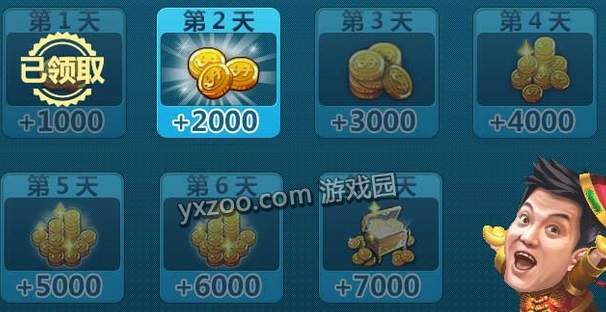 第1天
第2天
第3天
第4天
已领取
+1000
+2000
+3000
+4000
第5天
第6天
天
yxzoo.com 游戏园
+5000
+6000
+7000